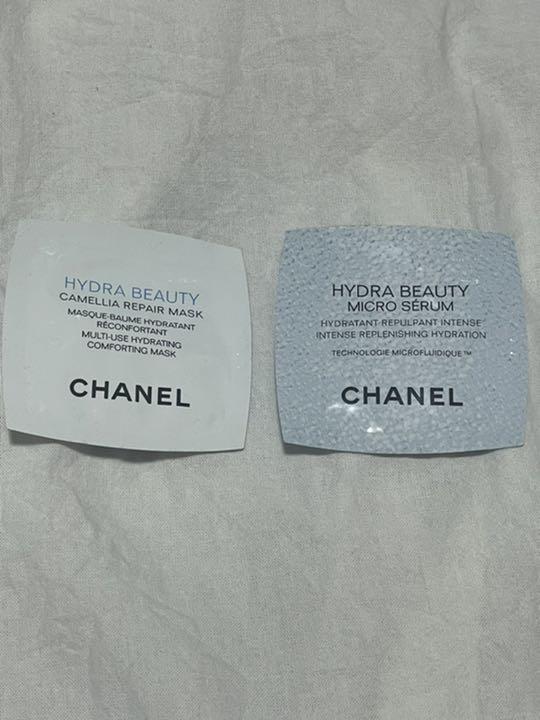 HYDRA BEAUTY
CAMELLIA REPAIR MASK
MASQUE-BAUME HYDRATANT
RÉCONFORTANT
MULTI-USE HYDRATING
COMFORTING MASK
CHANEL
HYDRA BEAUTY
MICRO SÉRUM
HYDRATANT REPULPANT INTENSE
INTENSE REPLENISHING HYDRATION
TECHNOLOGIE MICROFLUIDIQUE™
CHANEL